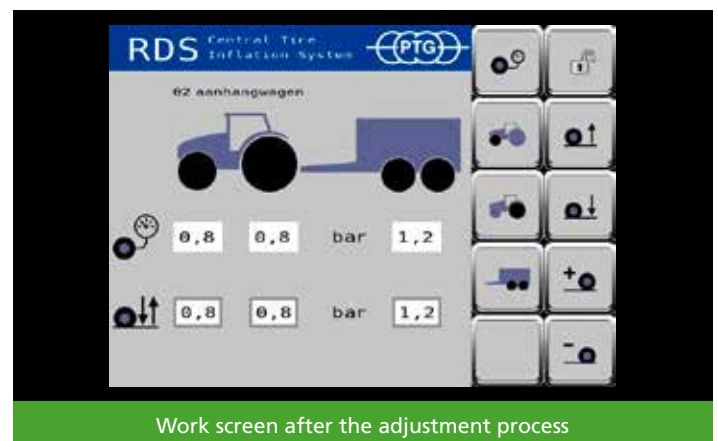 RDS Central Tire
Inflation System
PTG
02 aanhangwagen
0,8 0,8 bar 1,2
0,8 0,8 bar 1,2
+
-
Work screen after the adjustment process